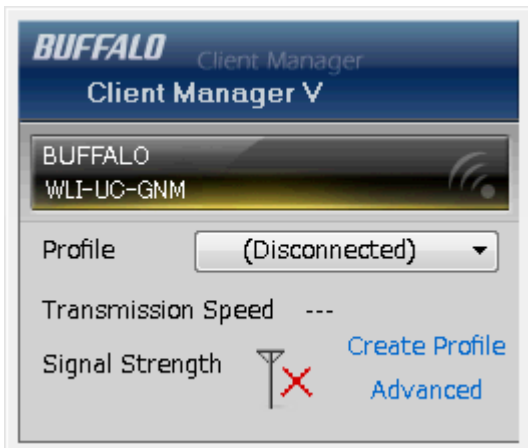 BUFFALO Client Manager
Client Manager V
BUFFALO
WLI-UC-GNM
Profile (Disconnected)
Transmission Speed ---
Signal Strength
Create Profile
Advanced